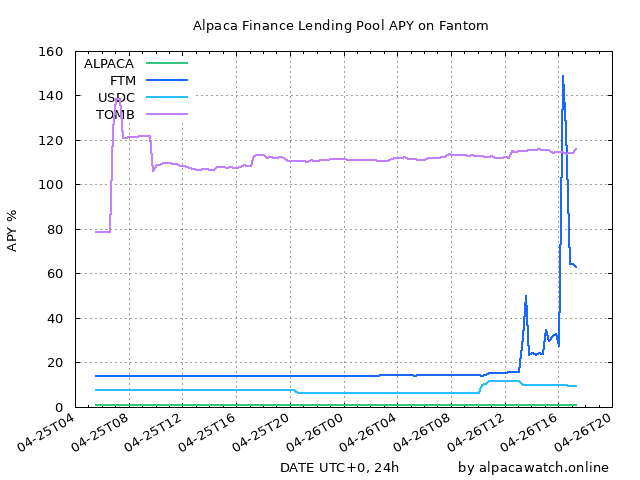 Alpaca Finance Lending Pool APY on Fantom
160
140
120
100
80
60
40
20
0
APY %
ALPACA
FTM
USDC
TOMB
04-25T04
04-25T08
04-25T12
04-25T16
04-25T20
04-26T00
04-26T04
04-26T08
04-26T12
04-26T16
04-26T20
DATE UTC+0, 24h
by alpacawatch.online